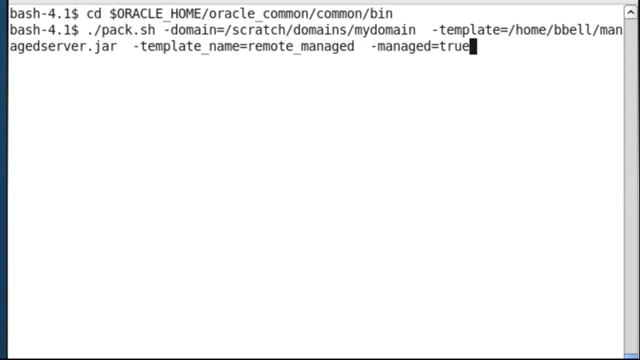 bash-4.1$ cd $ORACLE_HOME/oracle_common/common/bin
bash-4.1$ ./pack.sh -domain=/scratch/domains/mydomain  -template=/home/bbell/man
agedserver.jar  -template_name=remote_managed  -managed=true